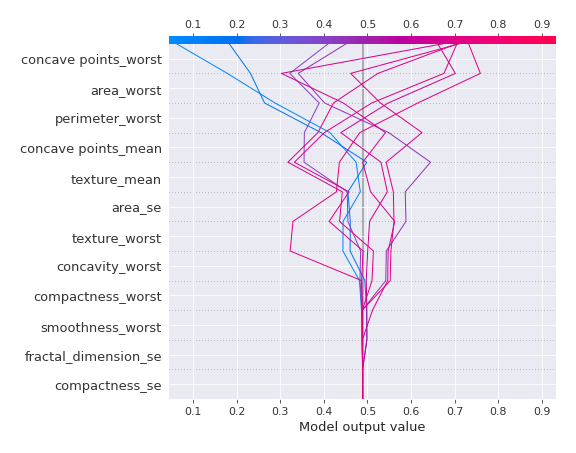 0.1 0.2 0.3 0.4 0.5 0.6 0.7 0.8 0.9
concave points_worst
area_worst
perimeter_worst
concave points_mean
texture_mean
area_se
texture_worst
concavity_worst
compactness_worst
smoothness_worst
fractal_dimension_se
compactness_se
0.1 0.2 0.3 0.4 0.5 0.6 0.7 0.8 0.9
Model output value